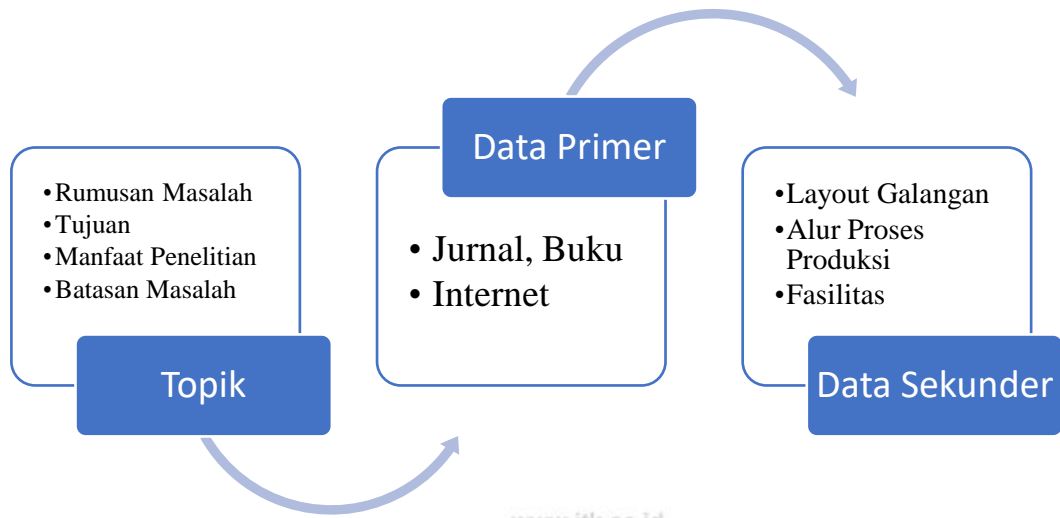 • Rumusan Masalah
• Tujuan
• Manfaat Penelitian
• Batasan Masalah
Topik
Data Primer
• Jurnal, Buku
• Internet
• Layout Galangan
• Alur Proses
Produksi
• Fasilitas
Data Sekunder